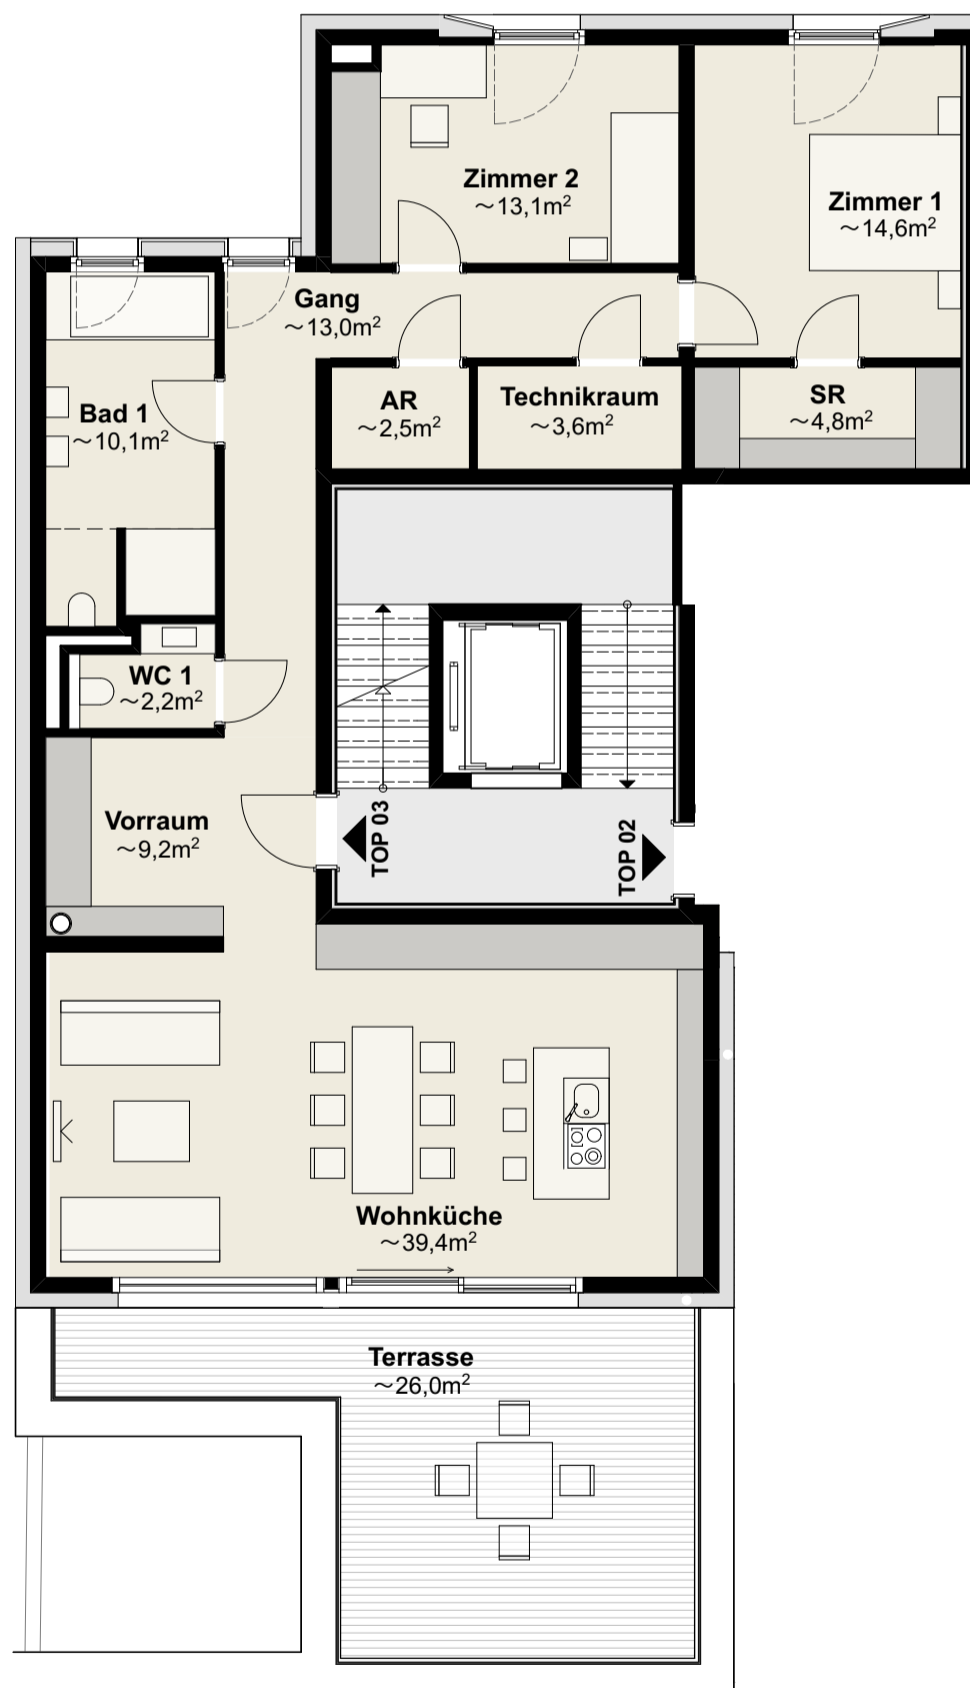 Zimmer 2
~13,1m²
Zimmer 1
~14,6m²
Gang
~13,0m²
AR
~2,5m²
Technikraum
~3,6m²
SR
~4,8m²
Bad 1
~10,1m²
WC 1
~2,2m²
Vorraum
~9,2m²
TOP 03
TOP 02
Wohnküche
~39,4m²
Terrasse
~26,0m²